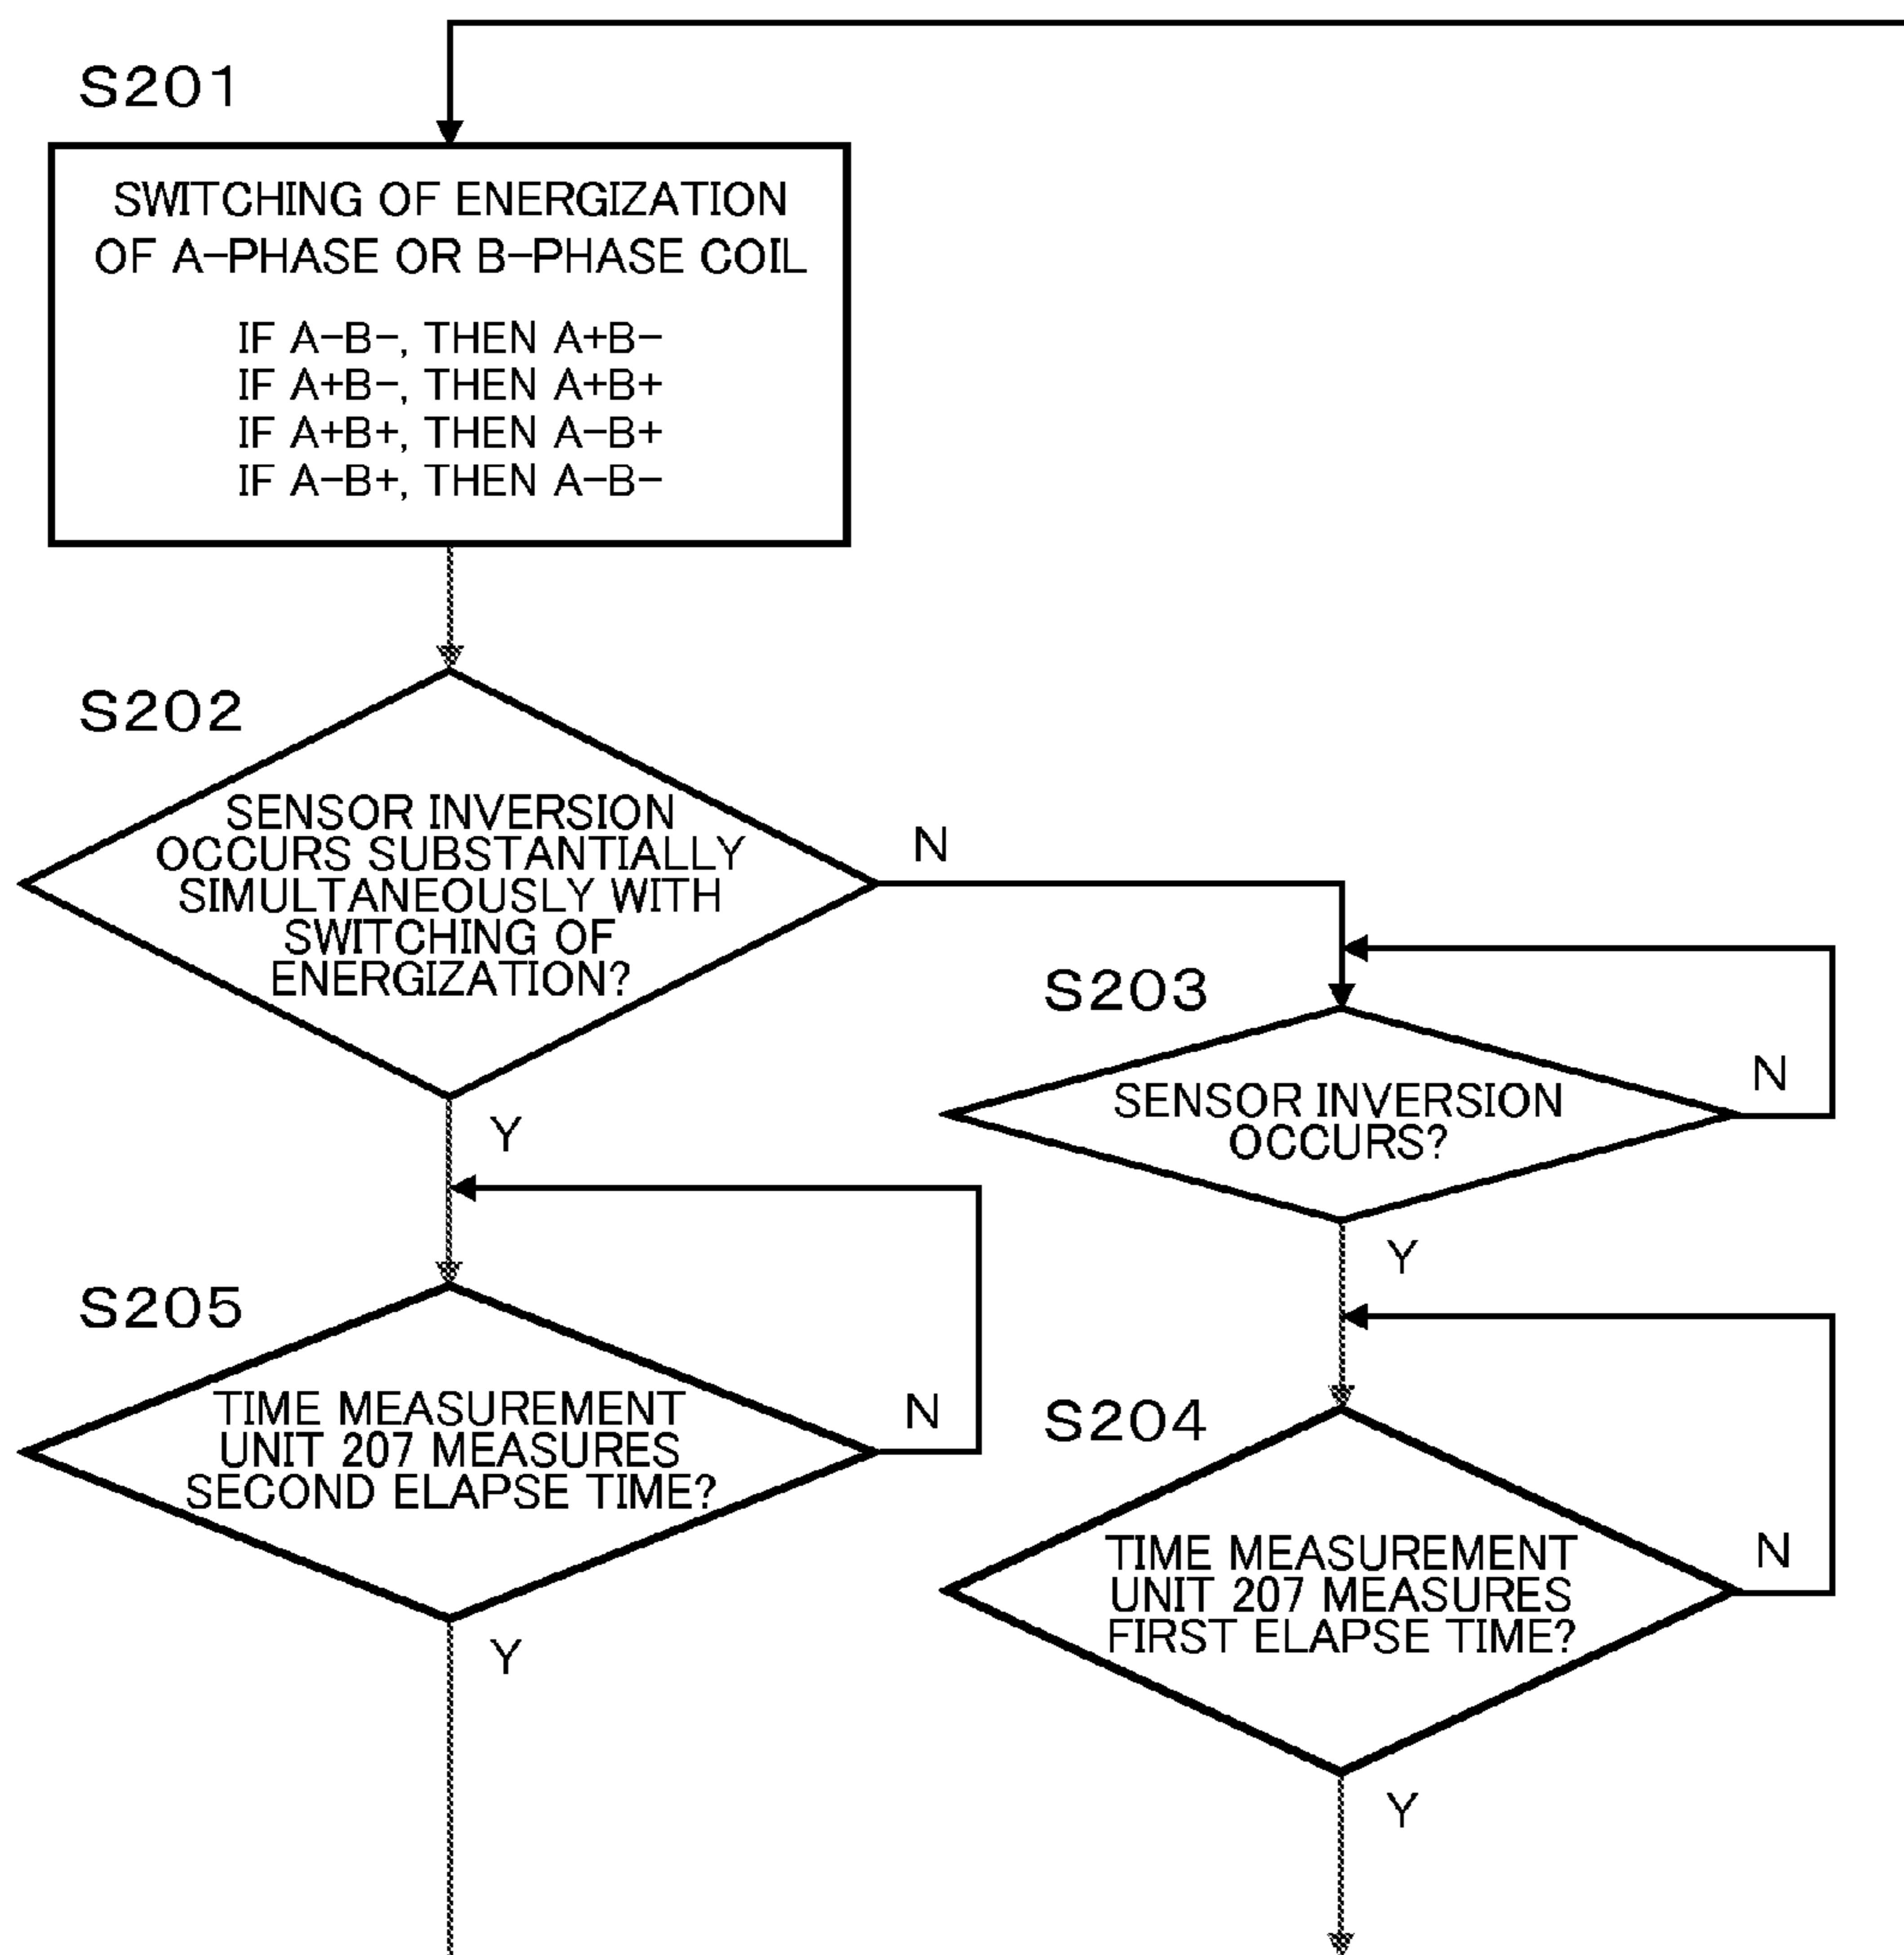 S201
SWITCHING OF ENERGIZATION
OF A-PHASE OR B-PHASE COIL
IF A-B-, THEN A+B-
IF A+B-, THEN A+B+
IF A+B+, THEN A-B+
IF A-B+, THEN A-B-
S202
SENSOR INVERSION
OCCURS SUBSTANTIALLY
SIMULTANEOUSLY WITH
SWITCHING OF
ENERGIZATION?
N
Y
S203
SENSOR INVERSION
OCCURS?
N
Y
S205
TIME MEASUREMENT
UNIT 207 MEASURES
SECOND ELAPSE TIME?
N
Y
S204
TIME MEASUREMENT
UNIT 207 MEASURES
FIRST ELAPSE TIME?
N
Y